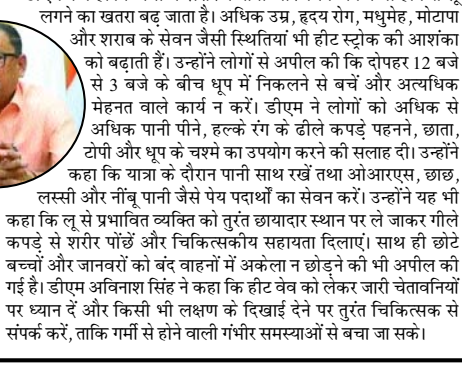 लगने का खतरा बढ़ जाता है। अधिक उम्र, हृदय रोग, मधुमेह, मोटापा
और शराब के सेवन जैसी स्थितियां भी हीट स्ट्रोक की आशंका
को बढ़ाती हैं। उन्होंने लोगों से अपील की कि दोपहर 12 बजे
से 3 बजे के बीच धूप में निकलने से बचें और अत्यधिक
मेहनत वाले कार्य न करें। डीएम ने लोगों को अधिक से
अधिक पानी पीने, हल्के रंग के ढीले कपड़े पहनने, छाता,
टोपी और धूप के चश्मे का उपयोग करने की सलाह दी। उन्होंने
कहा कि यात्रा के दौरान पानी साथ रखें तथा ओआरएस, छाछ,
लस्सी और नींबू पानी जैसे पेय पदार्थों का सेवन करें। उन्होंने यह भी
कहा कि लू से प्रभावित व्यक्ति को तुरंत छायादार स्थान पर ले जाकर गीले
कपड़े से शरीर पोंछें और चिकित्सकीय सहायता दिलाएं। साथ ही छोटे
बच्चों और जानवरों को बंद वाहनों में अकेला न छोड़ने की भी अपील की
गई है। डीएम अविनाश सिंह ने कहा कि हीट वेव को लेकर जारी चेतावनियों
पर ध्यान दें और किसी भी लक्षण के दिखाई देने पर तुरंत चिकित्सक से
संपर्क करें, ताकि गर्मी से होने वाली गंभीर समस्याओं से बचा जा सके।